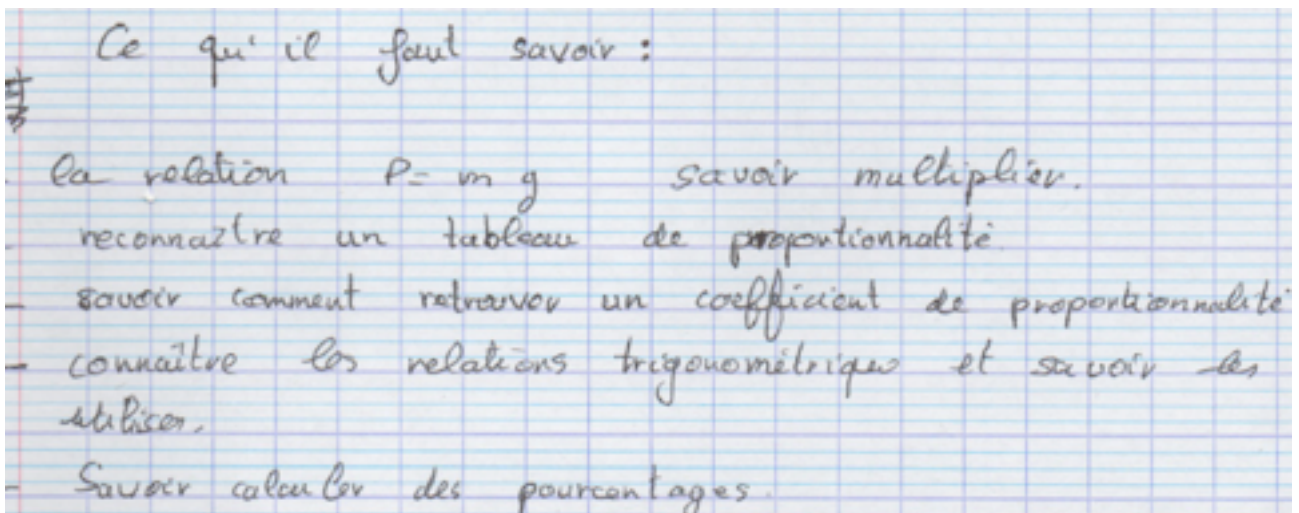 Ce qu'il faut savoir :
- la relation P = m g savoir multiplier.
- reconnaître un tableau de proportionnalité
- savoir comment retrouver un coefficient de proportionnalité
- connaître les relations trigonométriques et savoir les
utiliser.
- Savoir calculer des pourcentages.